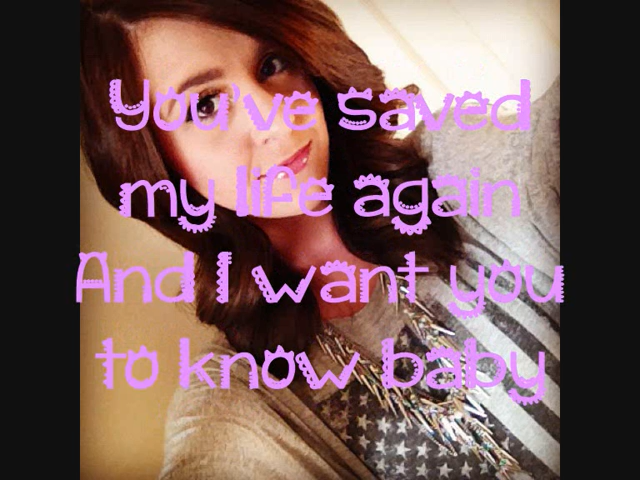 You've saved
my life again
And I want you
to know baby